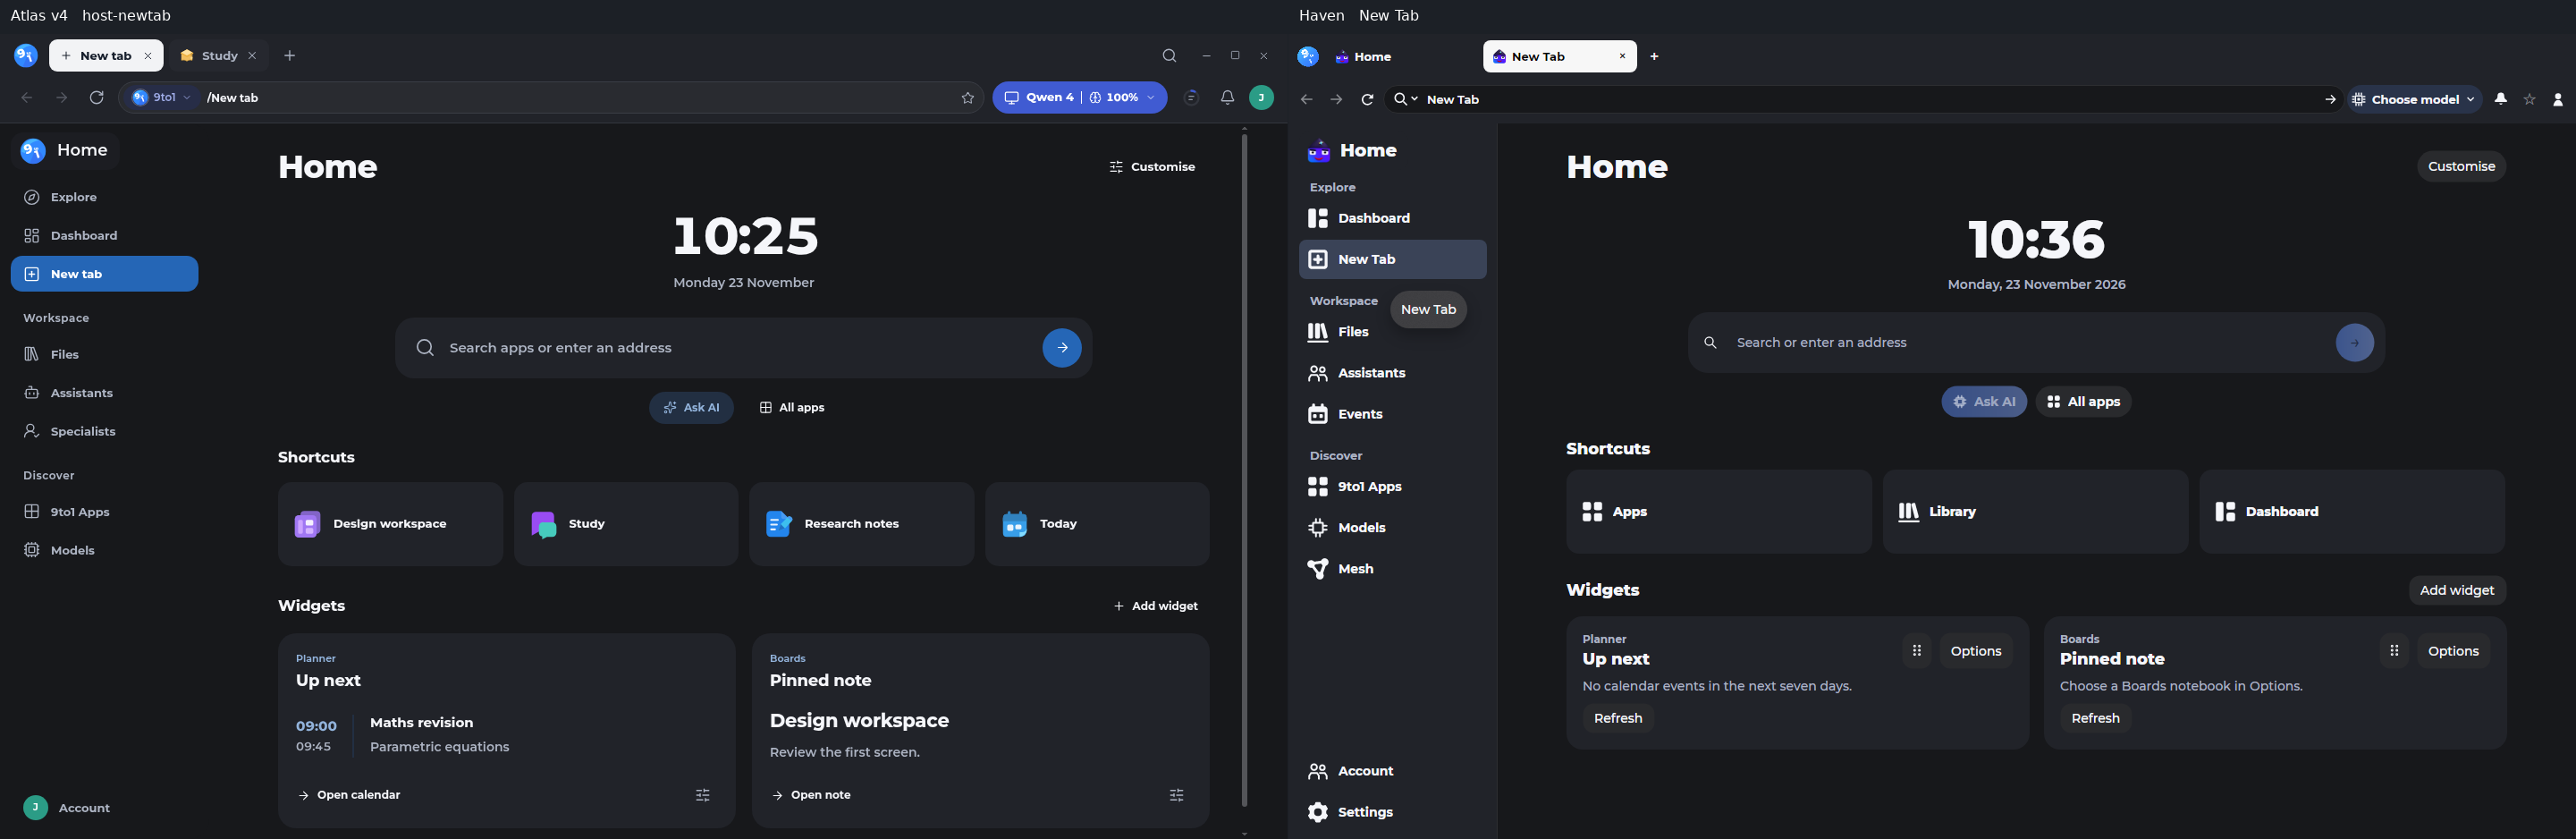 Atlas v4 host-newtab
New tab
Study
9to1
/New tab
Qwen 4 | 100%
J
Home
Explore
Dashboard
New tab
Workspace
Files
Assistants
Specialists
Discover
9to1 Apps
Models
J Account
Home
Customise
10:25
Monday 23 November
Search apps or enter an address
Ask AI
All apps
Shortcuts
Design workspace
Study
Research notes
Today
Widgets
Add widget
Planner
Up next
09:00 Maths revision
09:45 Parametric equations
Open calendar
Boards
Pinned note
Design workspace
Review the first screen.
Open note
Haven New Tab
Home
New Tab
New Tab
Choose model
Home
Explore
Dashboard
New Tab
Workspace
New Tab
Files
Assistants
Events
Discover
9to1 Apps
Models
Mesh
Account
Settings
Home
Customise
10:36
Monday, 23 November 2026
Search or enter an address
Ask AI
All apps
Shortcuts
Apps
Library
Dashboard
Widgets
Add widget
Planner
Up next
Options
No calendar events in the next seven days.
Refresh
Boards
Pinned note
Options
Choose a Boards notebook in Options.
Refresh